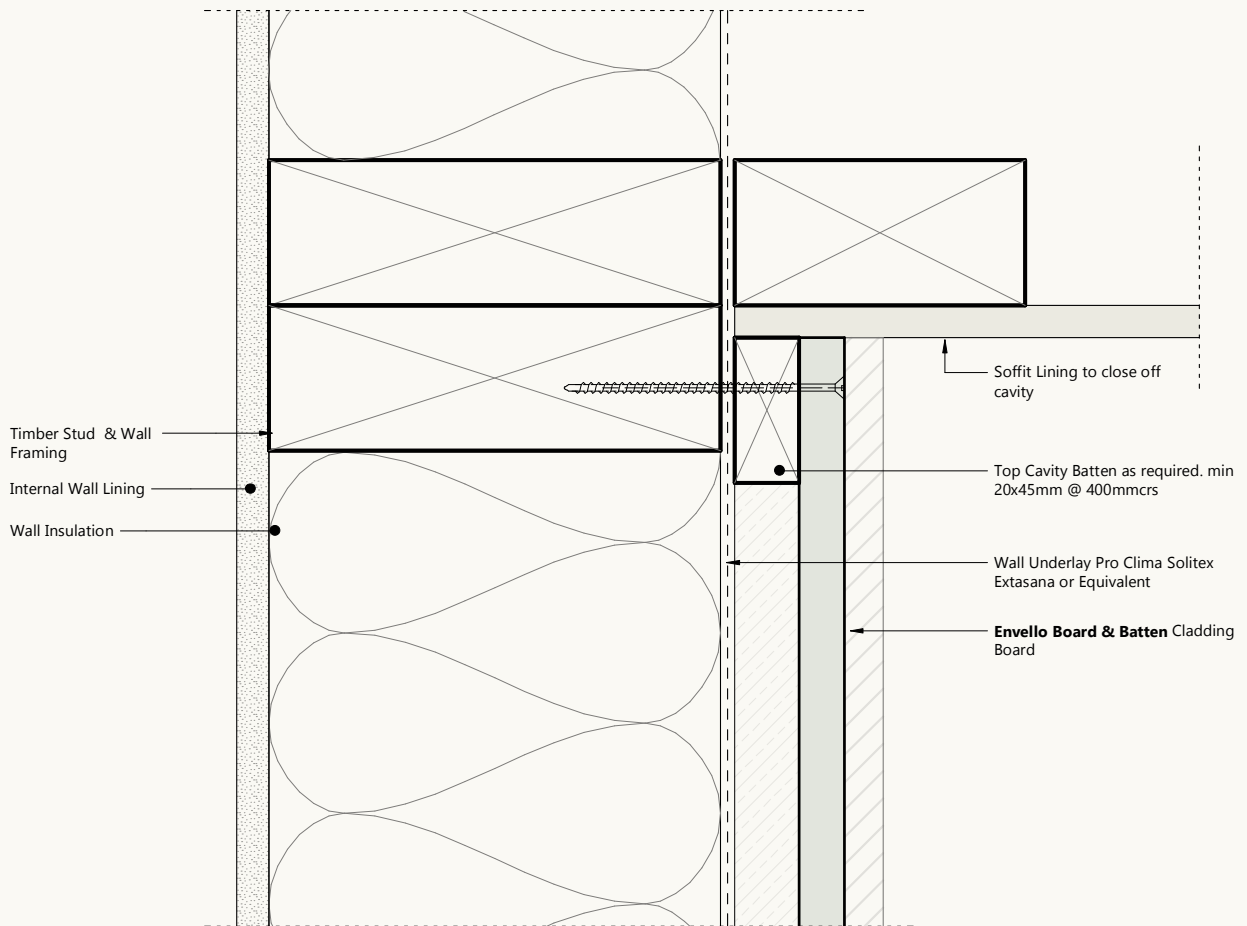 Soffit Lining to close off
cavity
Timber Stud & Wall
Framing
Internal Wall Lining
Wall Insulation
Top Cavity Batten as required. min
20x45mm @ 400mmcrs
Wall Underlay Pro Clima Solitex
Extasana or Equivalent
Envello Board & Batten Cladding
Board